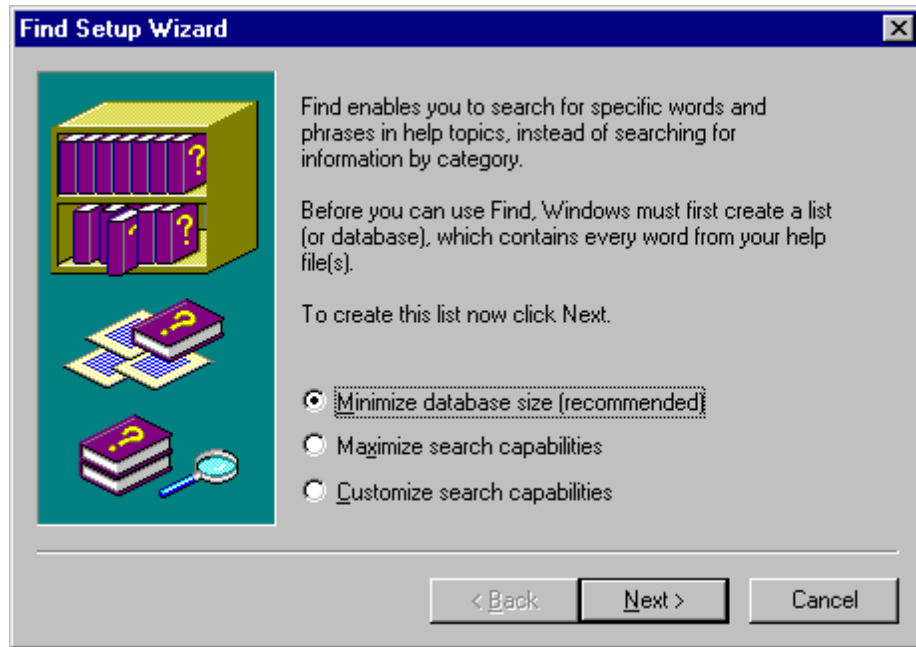 Find Setup Wizard
Find enables you to search for specific words and
phrases in help topics, instead of searching for
information by category.
Before you can use Find, Windows must first create a list
(or database), which contains every word from your help
file(s).
To create this list now click Next.
Minimize database size (recommended)
Maximize search capabilities
Customize search capabilities
< Back
Next >
Cancel